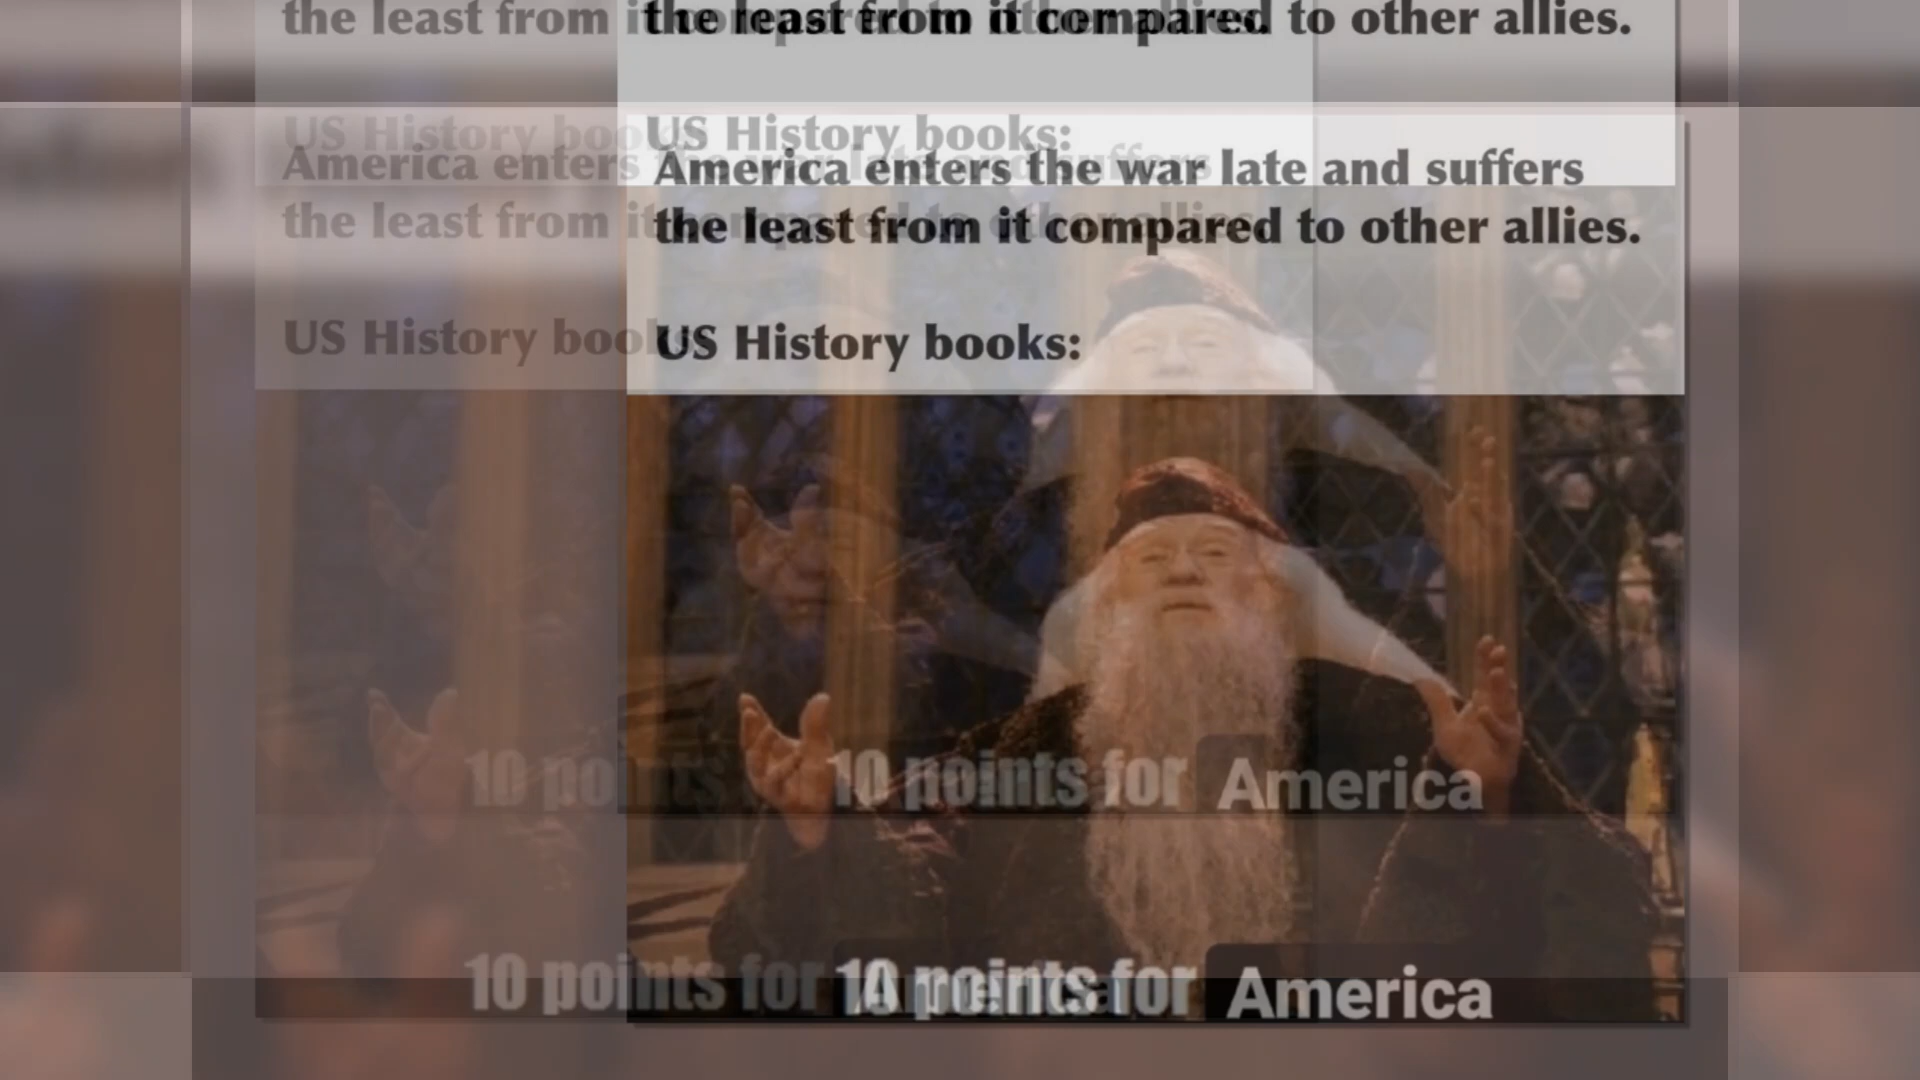 the least from it compared to other allies.
US History books:
America enters the war late and suffers
the least from it compared to other allies.
US History books:
10 points for America
10 points for America